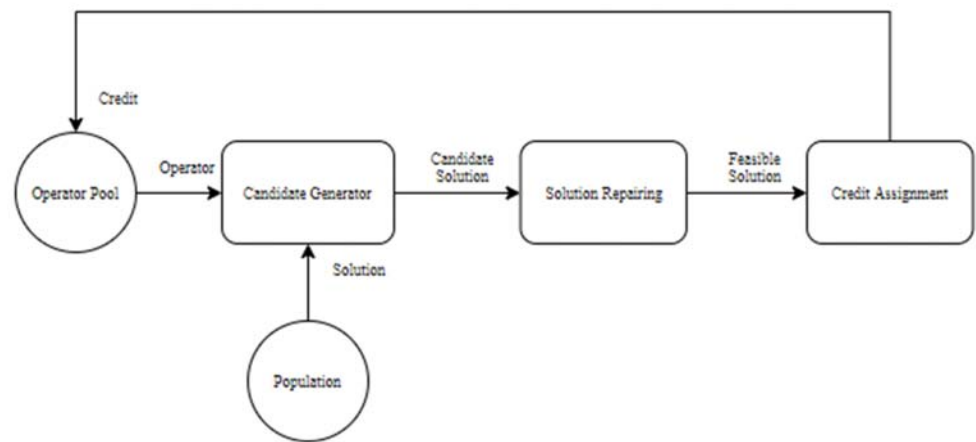 Credit
Operator Pool
Operator
Candidate Generator
Candidate
Solution
Solution Repairing
Feasible
Solution
Credit Assignment
Solution
Population